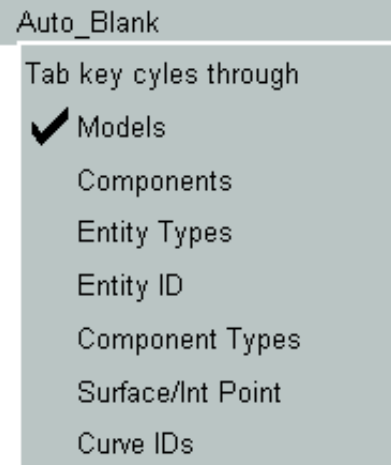 Auto_Blank
Tab key cyles through
Models
Components
Entity Types
Entity ID
Component Types
Surface/Int Point
Curve IDs